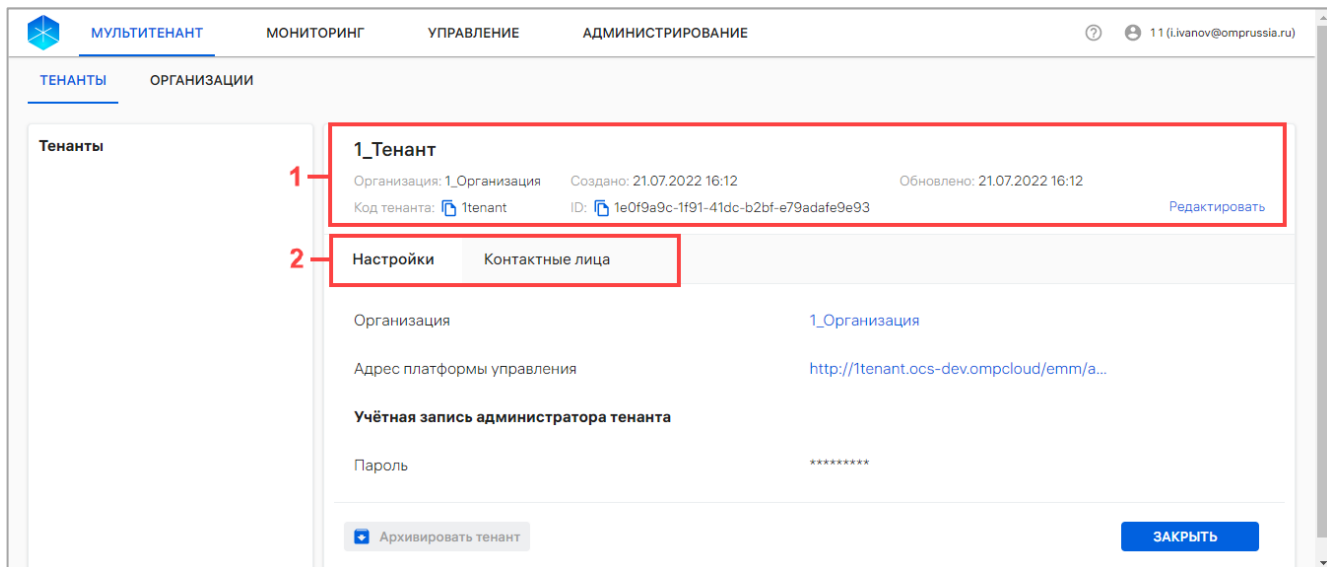 МУЛЬТИТЕНАНТ МОНИТОРИНГ УПРАВЛЕНИЕ АДМИНИСТРИРОВАНИЕ ? 11 (i.ivanov@omprussia.ru)
ТЕНАНТЫ ОРГАНИЗАЦИИ
Тенанты
1
1_Тенант
Организация: 1_Организация Создано: 21.07.2022 16:12 Обновлено: 21.07.2022 16:12
Код тенанта: 1tenant ID: 1e0f9a9c-1f91-41dc-b2bf-e79adafe9e93 Редактировать
2
Настройки Контактные лица
Организация 1_Организация
Адрес платформы управления http://1tenant.ocs-dev.ompcloud/emm/a...
Учётная запись администратора тенанта
Пароль *********
Архивировать тенант ЗАКРЫТЬ